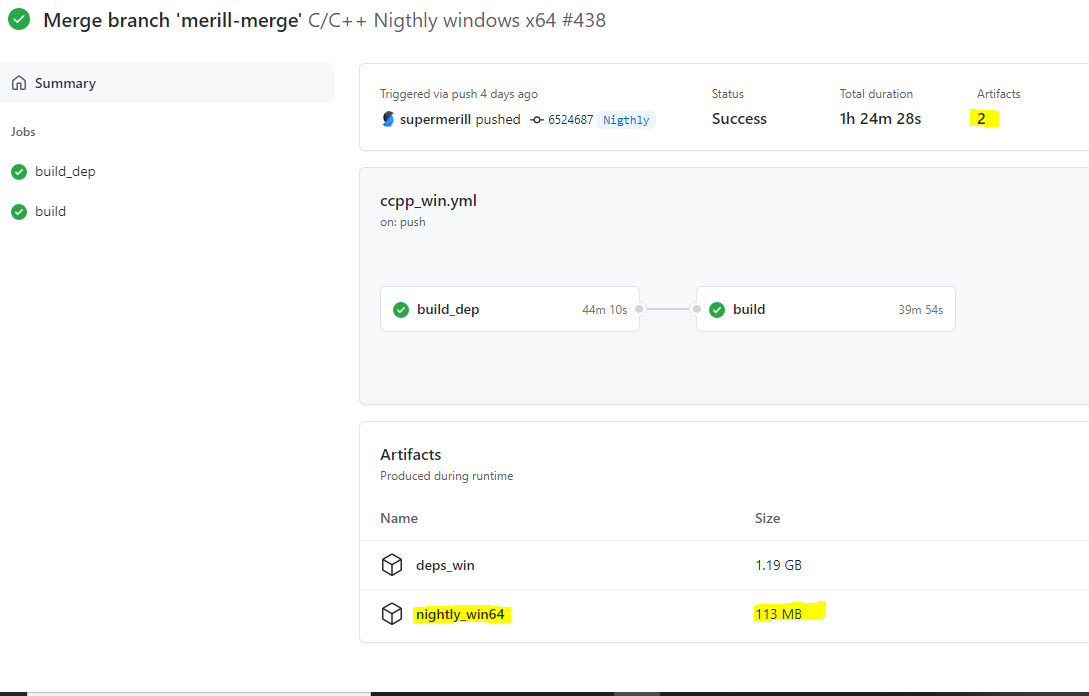 Merge branch 'merill-merge' C/C++ Nigthly windows x64 #438
Summary
Jobs
build_dep
build
Triggered via push 4 days ago
supermerill pushed 6524687 Nigthly
Status
Success
Total duration
1h 24m 28s
Artifacts
2
ccpp_win.yml
on: push
build_dep 44m 10s
build 39m 54s
Artifacts
Produced during runtime
Name Size
deps_win 1.19 GB
nightly_win64 113 MB